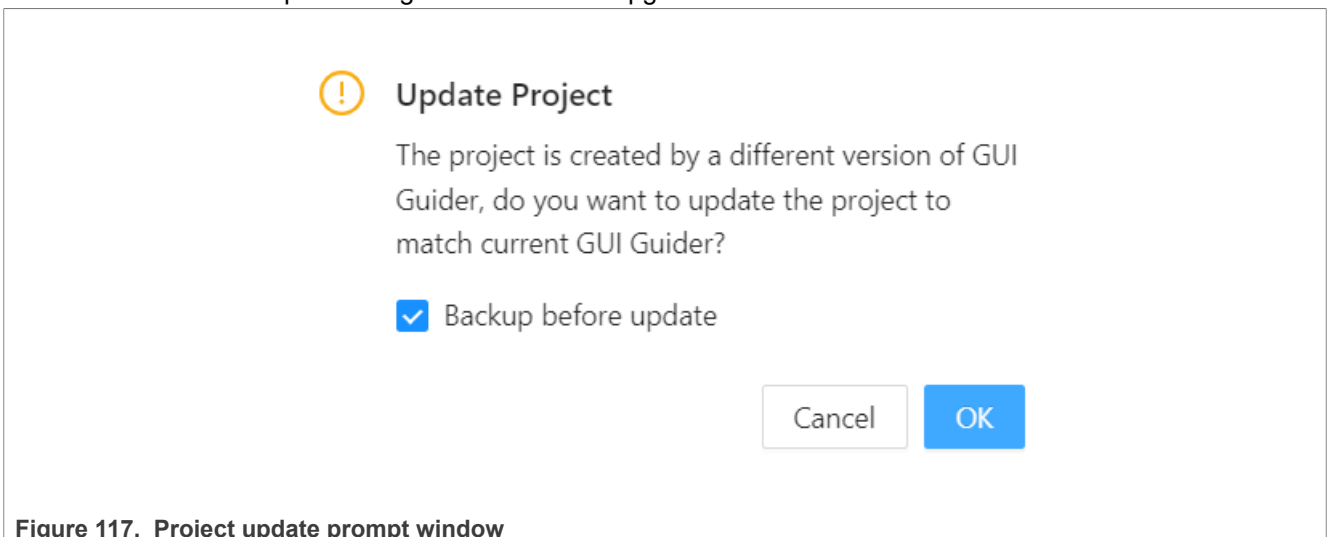 Update Project
The project is created by a different version of GUI
Guider, do you want to update the project to
match current GUI Guider?
Backup before update
Cancel OK
Figure 117. Project update prompt window